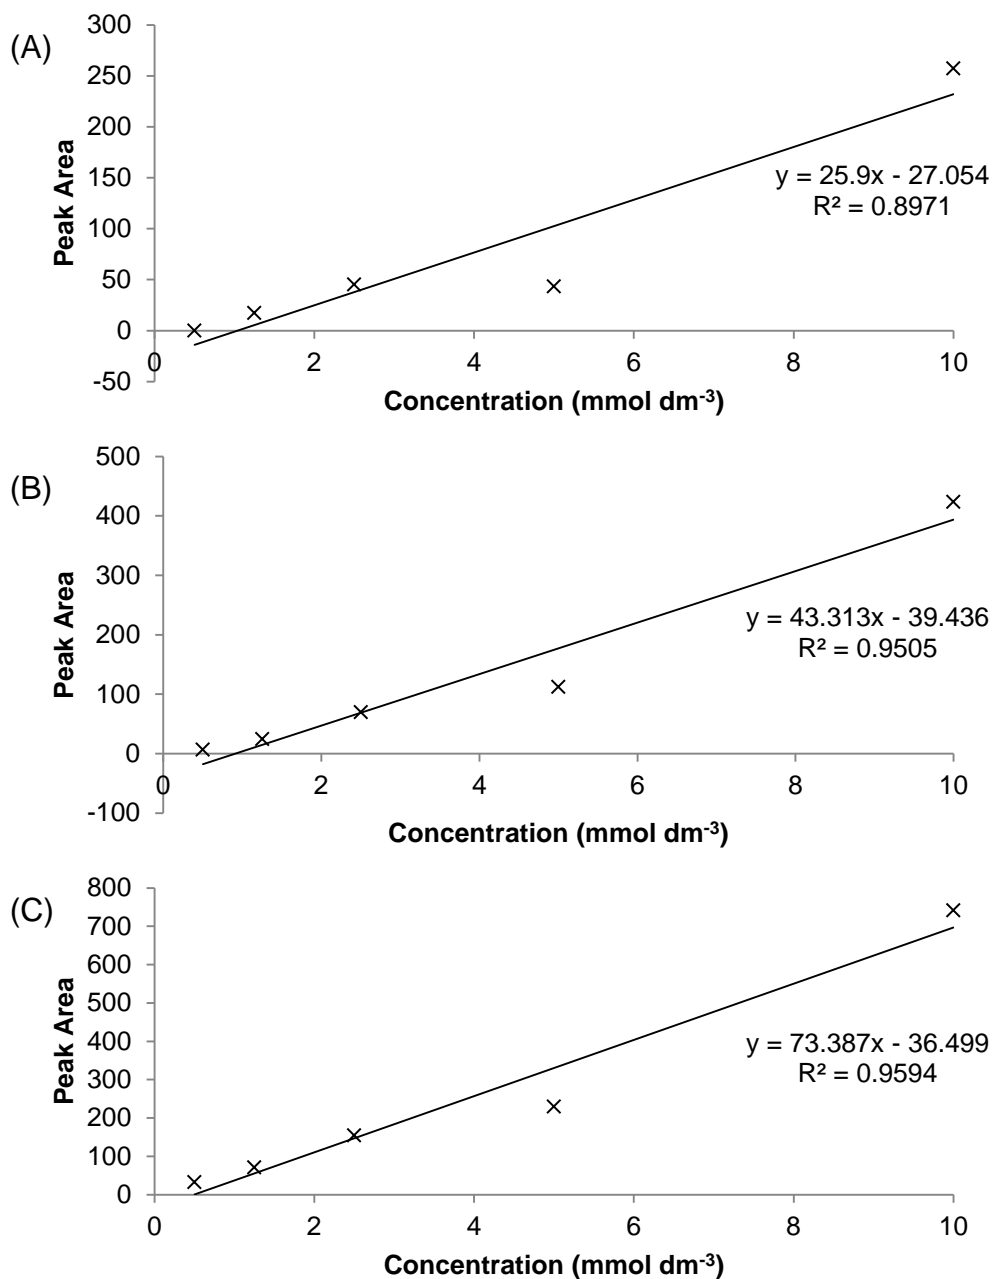 (A)
300
250
200
150
100
50
0
-50
Peak Area
y = 25.9x - 27.054
R² = 0.8971
0 2 4 6 8 10
Concentration (mmol dm-3)
(B)
500
400
300
200
100
0
-100
Peak Area
y = 43.313x - 39.436
R² = 0.9505
0 2 4 6 8 10
Concentration (mmol dm-3)
(C)
800
700
600
500
400
300
200
100
0
Peak Area
y = 73.387x - 36.499
R² = 0.9594
0 2 4 6 8 10
Concentration (mmol dm-3)